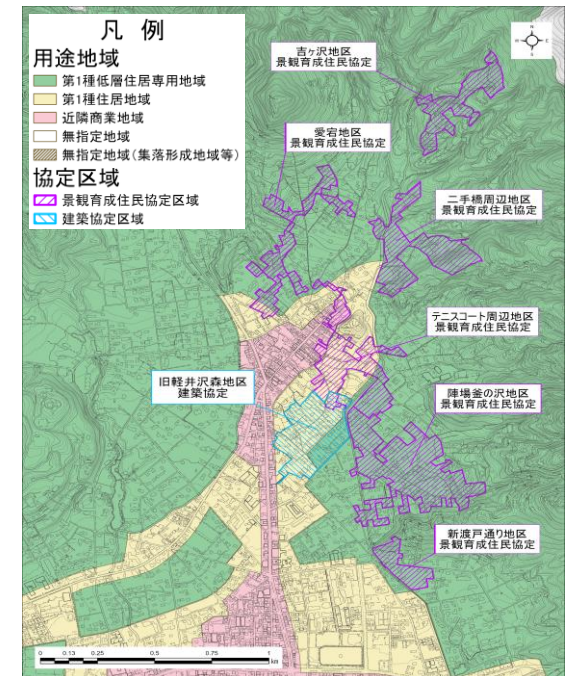 凡 例
用途地域
第1種低層住居専用地域
第1種住居地域
近隣商業地域
無指定地域
無指定地域(集落形成地域等)
協定区域
景観育成住民協定区域
建築協定区域
N
W E
S
吉ヶ沢地区
景観育成住民協定
愛宕地区
景観育成住民協定
二手橋周辺地区
景観育成住民協定
テニスコート周辺地区
景観育成住民協定
旧軽井沢森地区
建築協定
陣場釜の沢地区
景観育成住民協定
新渡戸通り地区
景観育成住民協定
0 0.13 0.25 0.5 0.75 1
km